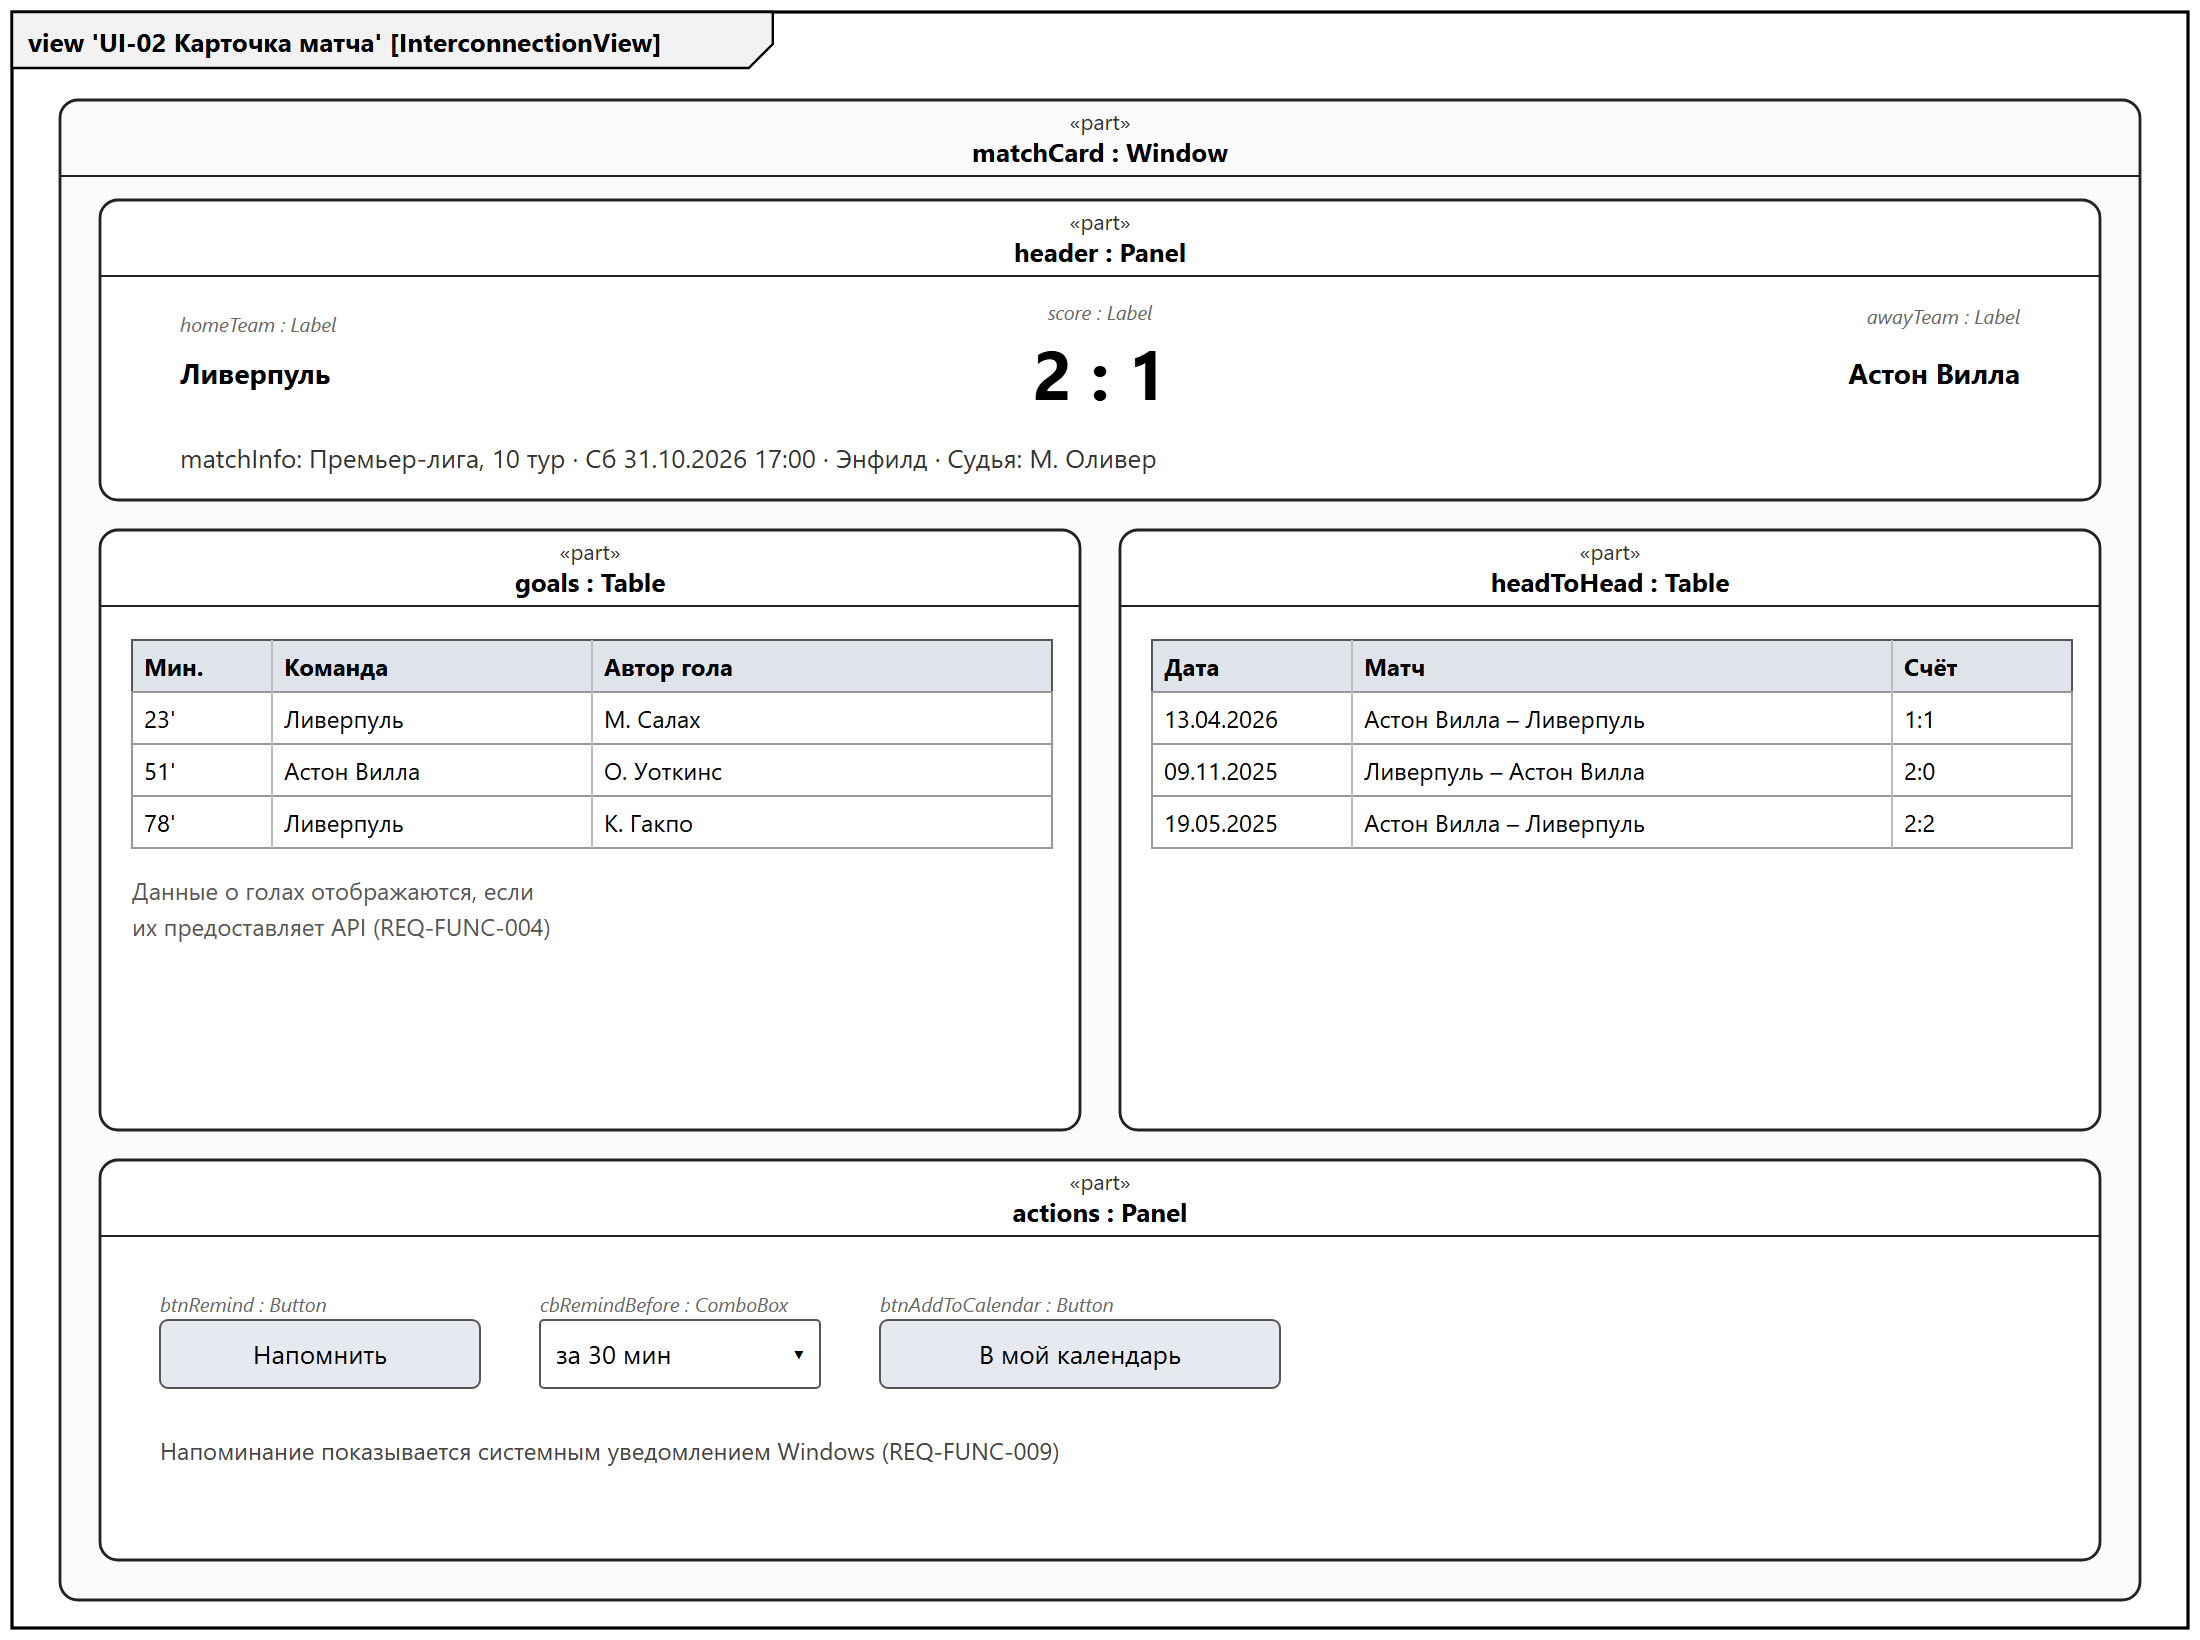 view 'UI-02 Карточка матча' [InterconnectionView]
«part»
matchCard : Window
«part»
header : Panel
homeTeam : Label
score : Label
awayTeam : Label
Ливерпуль
2 : 1
Астон Вилла
matchInfo: Премьер-лига, 10 тур · Сб 31.10.2026 17:00 · Энфилд · Судья: М. Оливер
«part»
goals : Table
Мин. Команда Автор гола
23' Ливерпуль М. Салах
51' Астон Вилла О. Уоткинс
78' Ливерпуль К. Гакпо
Данные о голах отображаются, если
их предоставляет API (REQ-FUNC-004)
«part»
headToHead : Table
Дата Матч Счёт
13.04.2026 Астон Вилла – Ливерпуль 1:1
09.11.2025 Ливерпуль – Астон Вилла 2:0
19.05.2025 Астон Вилла – Ливерпуль 2:2
«part»
actions : Panel
btnRemind : Button
cbRemindBefore : ComboBox
btnAddToCalendar : Button
Напомнить
за 30 мин ▾
В мой календарь
Напоминание показывается системным уведомлением Windows (REQ-FUNC-009)